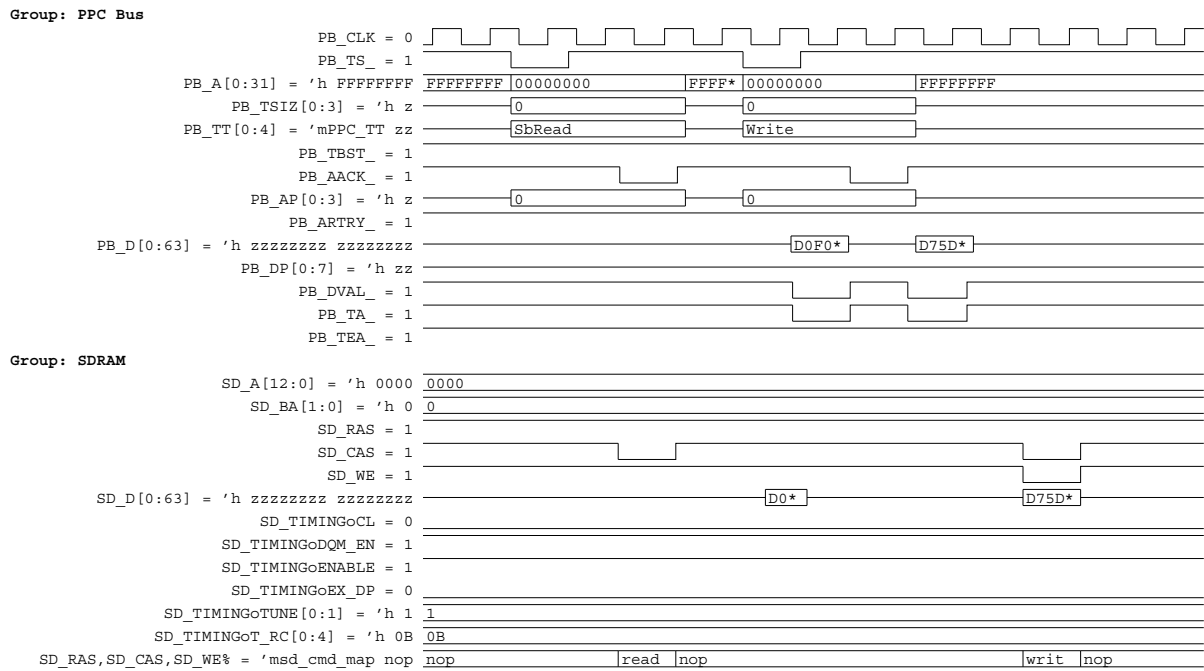 Group: PPC Bus
PB_CLK = 0
PB_TS_ = 1
PB_A[0:31] = 'h FFFFFFFF FFFFFFFF 00000000 FFFF* 00000000 FFFFFFFF
PB_TSIZ[0:3] = 'h z 0 0
PB_TT[0:4] = 'mPPC_TT zz SbRead Write
PB_TBST_ = 1
PB_AACK_ = 1
PB_AP[0:3] = 'h z 0 0
PB_ARTRY_ = 1
PB_D[0:63] = 'h zzzzzzzz zzzzzzzz D0F0* D75D*
PB_DP[0:7] = 'h zz
PB_DVAL_ = 1
PB_TA_ = 1
PB_TEA_ = 1
Group: SDRAM
SD_A[12:0] = 'h 0000 0000
SD_BA[1:0] = 'h 0 0
SD_RAS = 1
SD_CAS = 1
SD_WE = 1
SD_D[0:63] = 'h zzzzzzzz zzzzzzzz D0* D75D*
SD_TIMINGoCL = 0
SD_TIMINGoDQM_EN = 1
SD_TIMINGoENABLE = 1
SD_TIMINGoEX_DP = 0
SD_TIMINGoTUNE[0:1] = 'h 1 1
SD_TIMINGoT_RC[0:4] = 'h 0B 0B
SD_RAS,SD_CAS,SD_WE% = 'msd_cmd_map nop nop read nop writ nop